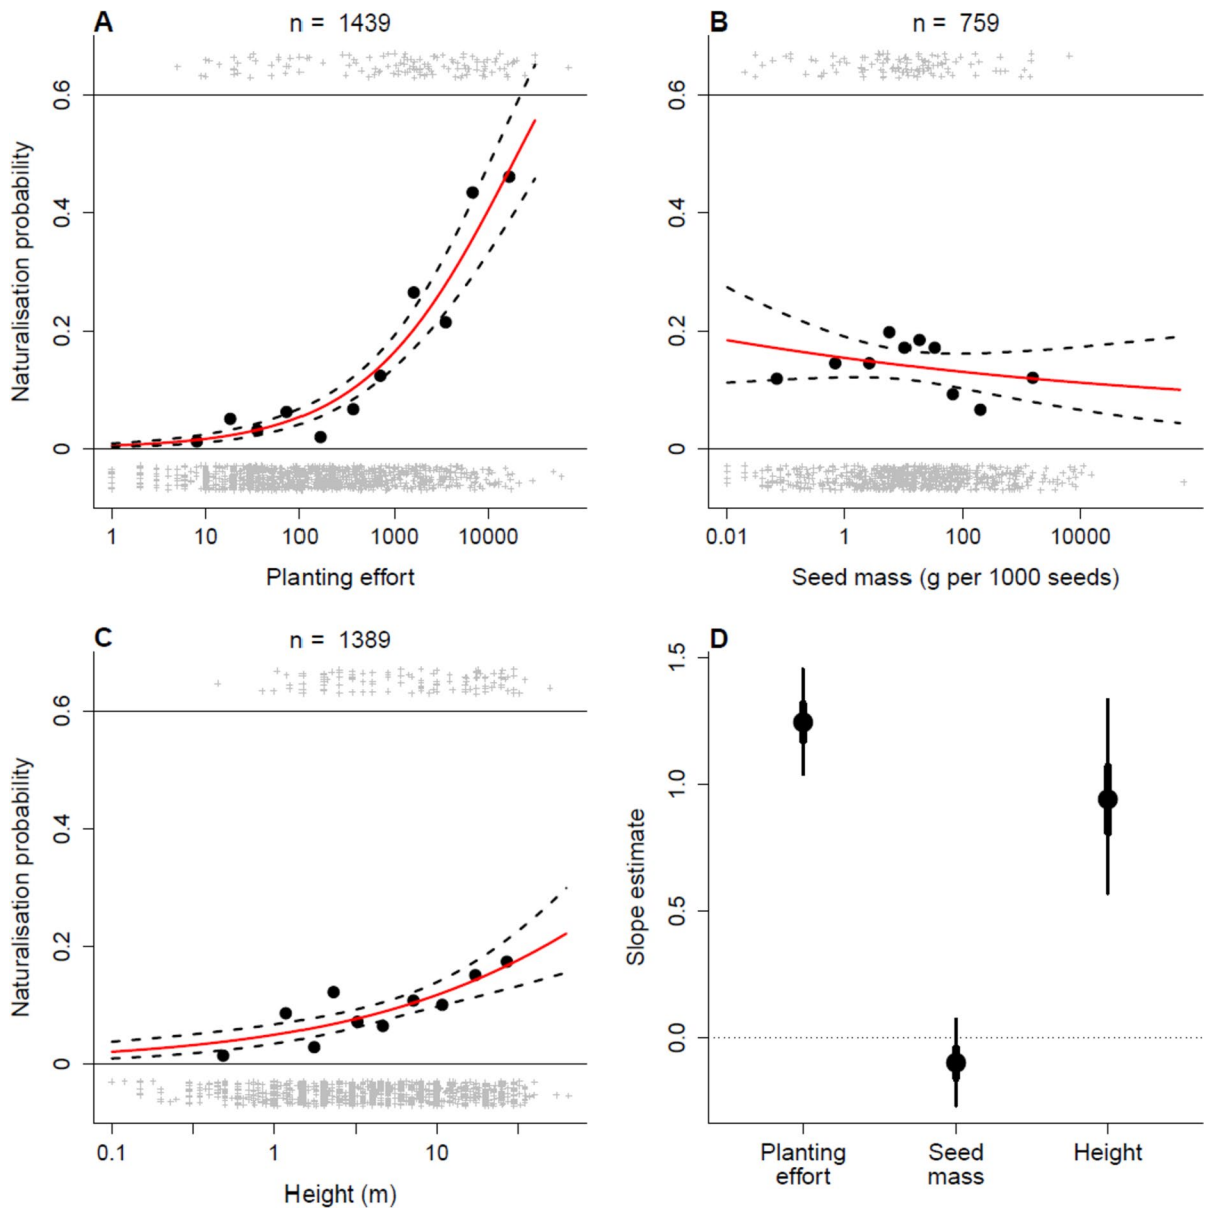 A
n = 1439
Naturalisation probability
0.6
0.4
0.2
0
1 10 100 1000 10000
Planting effort
B
n = 759
0.6
0.4
0.2
0
0.01 1 100 10000
Seed mass (g per 1000 seeds)
C
n = 1389
Naturalisation probability
0.6
0.4
0.2
0
0.1 1 10
Height (m)
D
Slope estimate
1.5
1.0
0.5
0.0
Planting
effort
Seed
mass
Height